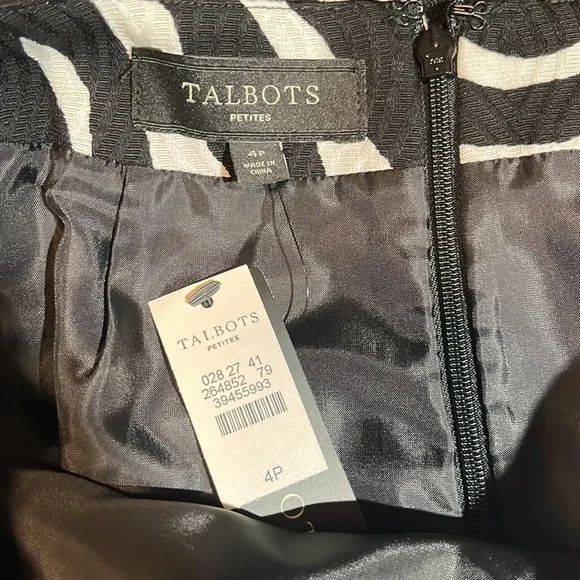 TALBOTS
PETITES
4P
MADE IN
CHINA
TALBOTS
PETITES
028 27 41
264852 79
39455993
4P